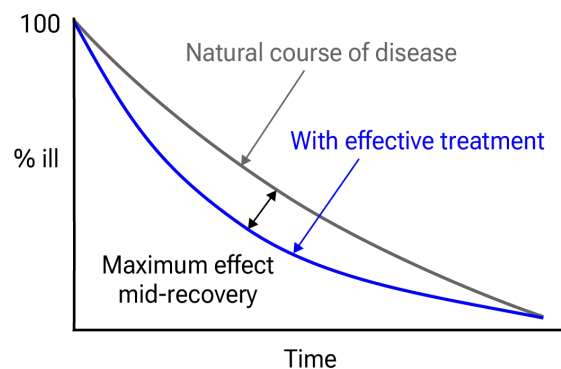 100
Natural course of disease
With effective treatment
% ill
Maximum effect
mid-recovery
Time